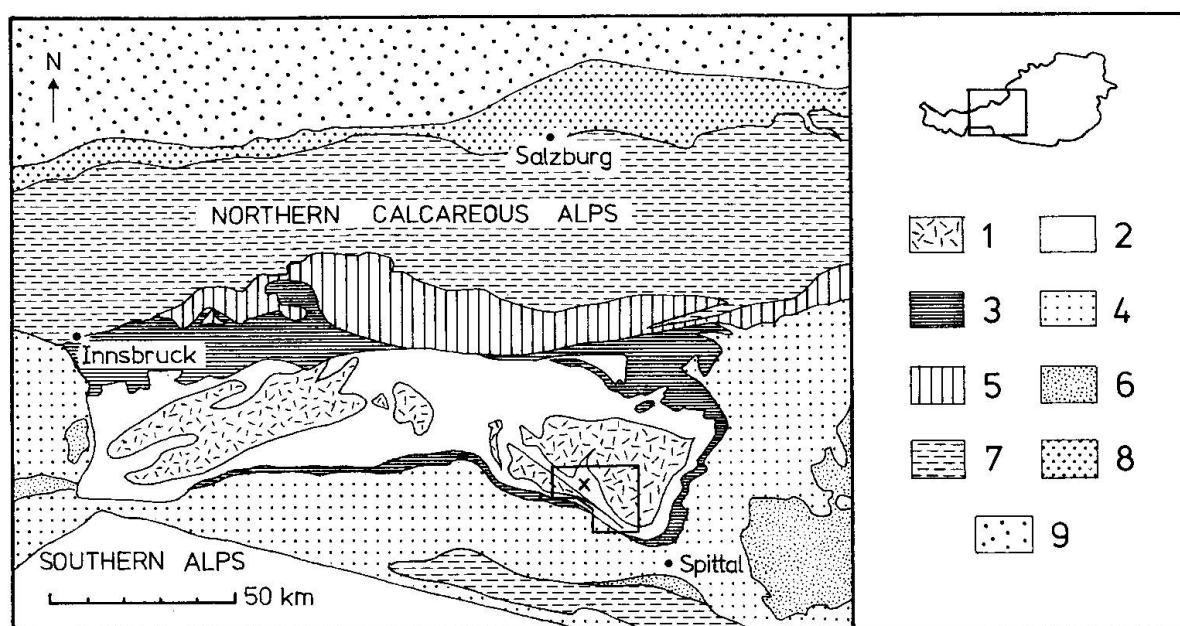 N
Salzburg
NORTHERN CALCAREOUS ALPS
Innsbruck
SOUTHERN ALPS
50 km
Spittal
1 2
3 4
5 6
7 8
9